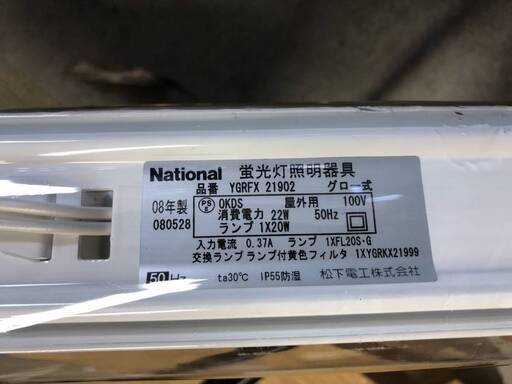 National 蛍光灯照明器具
品番 YGRFX 21902 グロー式
08年製
080528
PS E OKDS 屋外用 100V
消費電力 22W 50Hz
ランプ 1X20W
入力電流 0.37A ランプ 1XFL20S・G
交換ランプ ランプ付黄色フィルタ 1XYGRKX21999
50Hz ta30℃ IP55防湿 松下電工株式会社